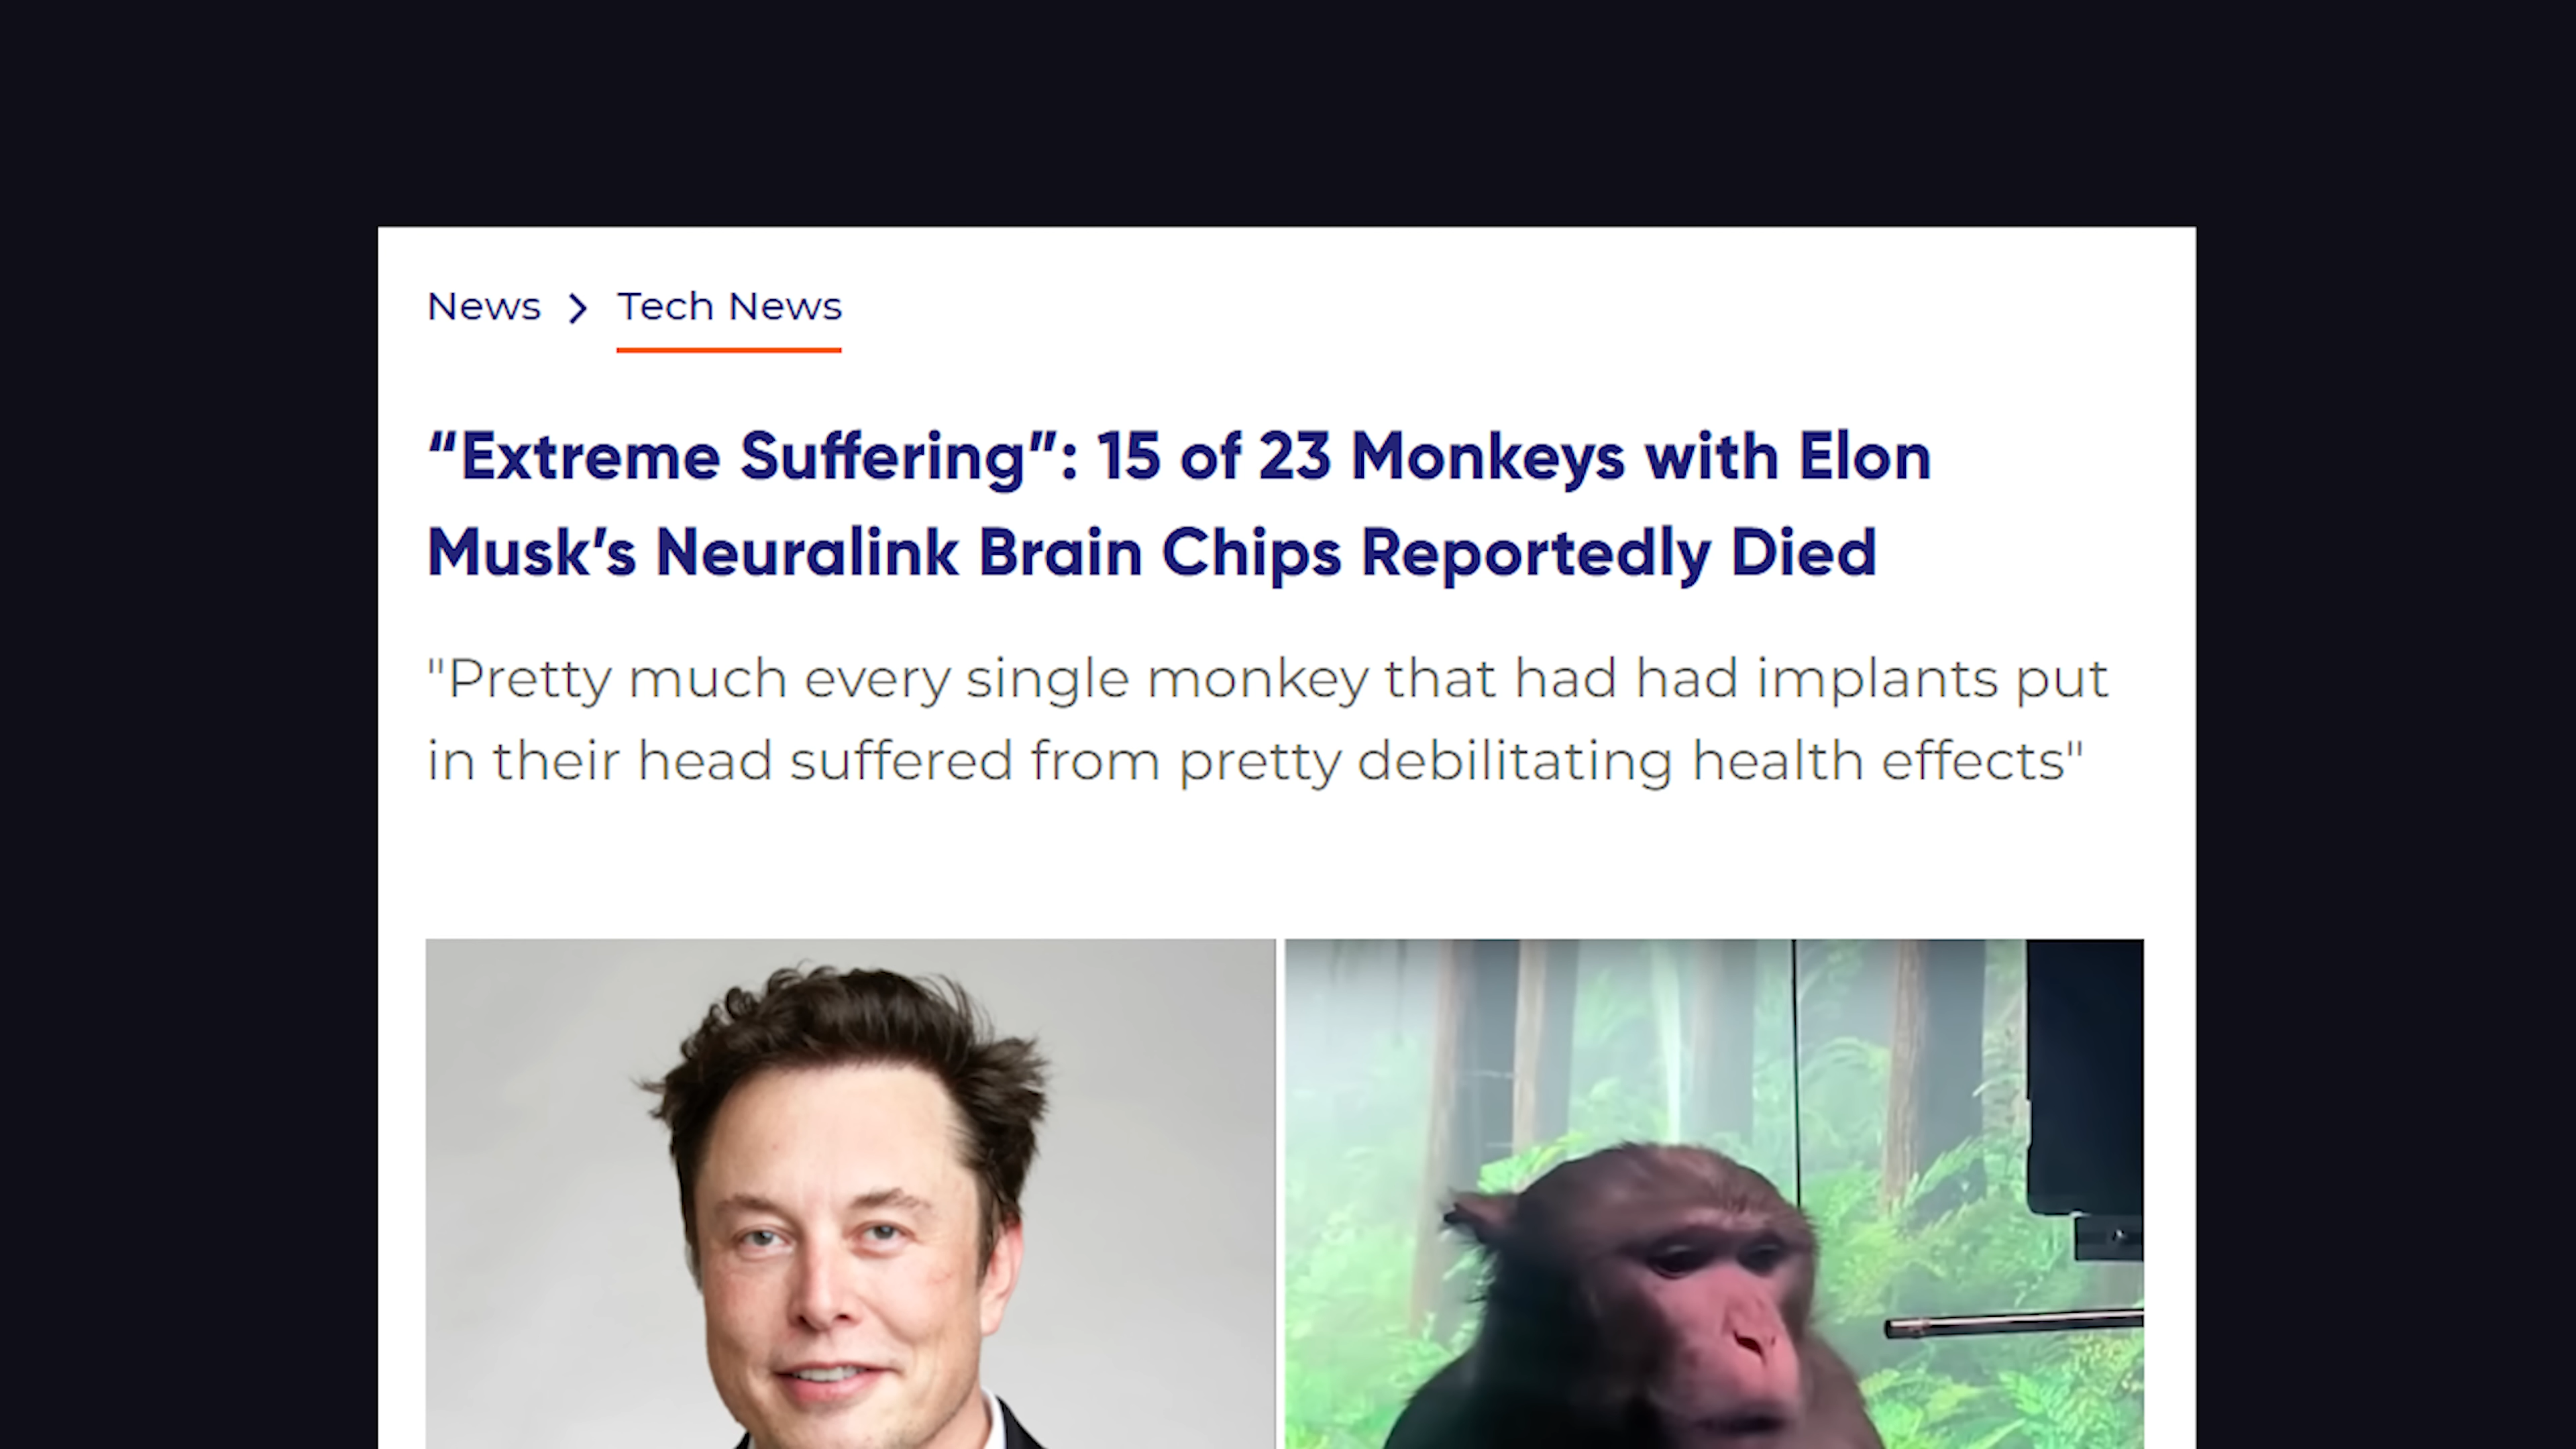 News > Tech News
“Extreme Suffering”: 15 of 23 Monkeys with Elon
Musk’s Neuralink Brain Chips Reportedly Died
"Pretty much every single monkey that had had implants put
in their head suffered from pretty debilitating health effects"